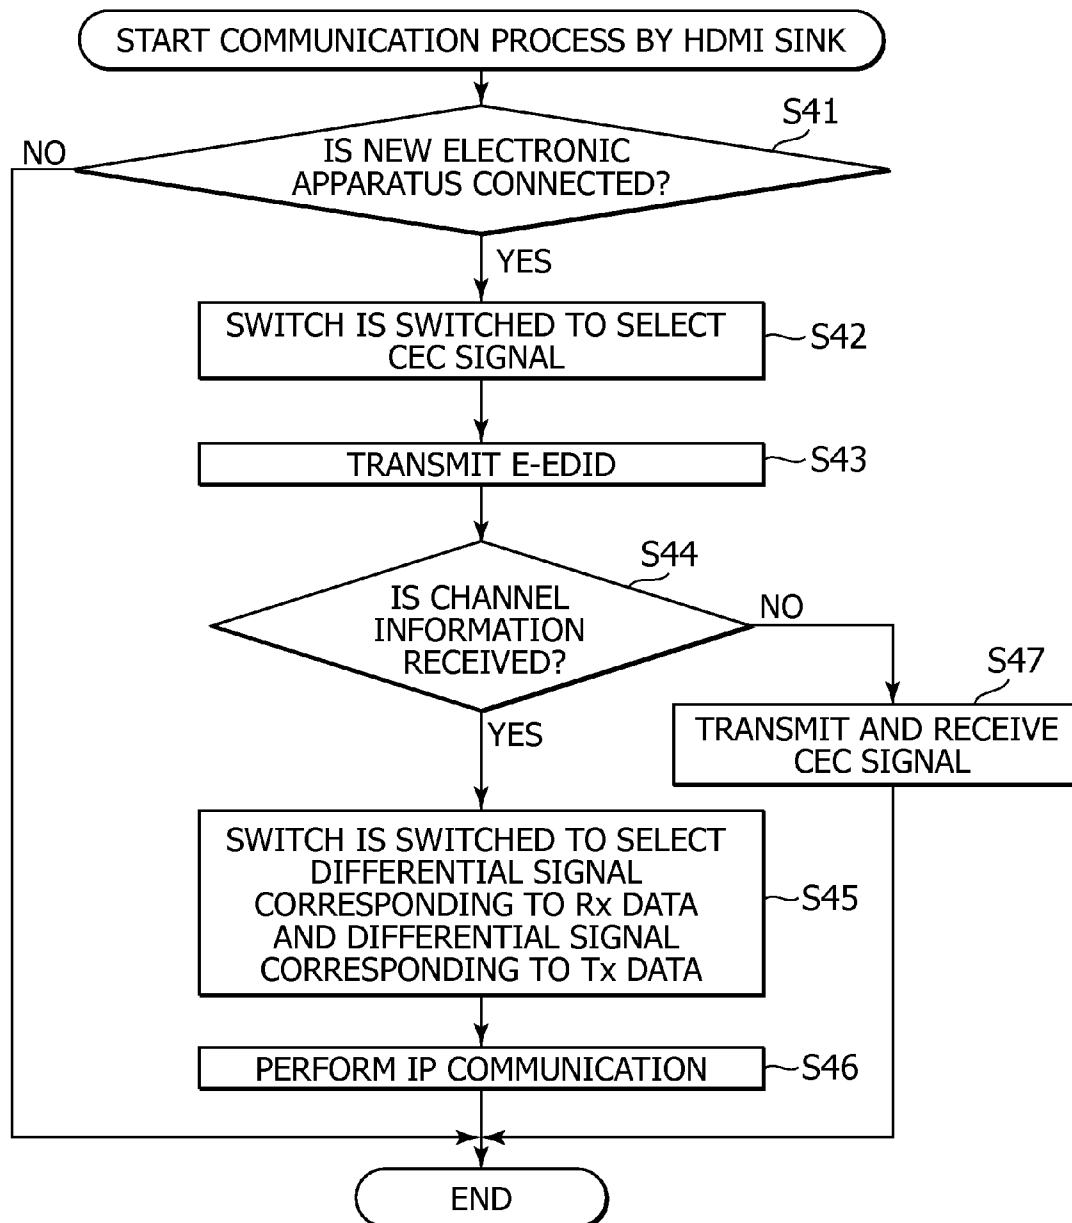 START COMMUNICATION PROCESS BY HDMI SINK
S41
NO
IS NEW ELECTRONIC
APPARATUS CONNECTED?
YES
SWITCH IS SWITCHED TO SELECT
CEC SIGNAL
S42
TRANSMIT E-EDID
S43
S44
IS CHANNEL
INFORMATION
RECEIVED?
NO
S47
TRANSMIT AND RECEIVE
CEC SIGNAL
YES
SWITCH IS SWITCHED TO SELECT
DIFFERENTIAL SIGNAL
CORRESPONDING TO Rx DATA
AND DIFFERENTIAL SIGNAL
CORRESPONDING TO Tx DATA
S45
PERFORM IP COMMUNICATION
S46
END